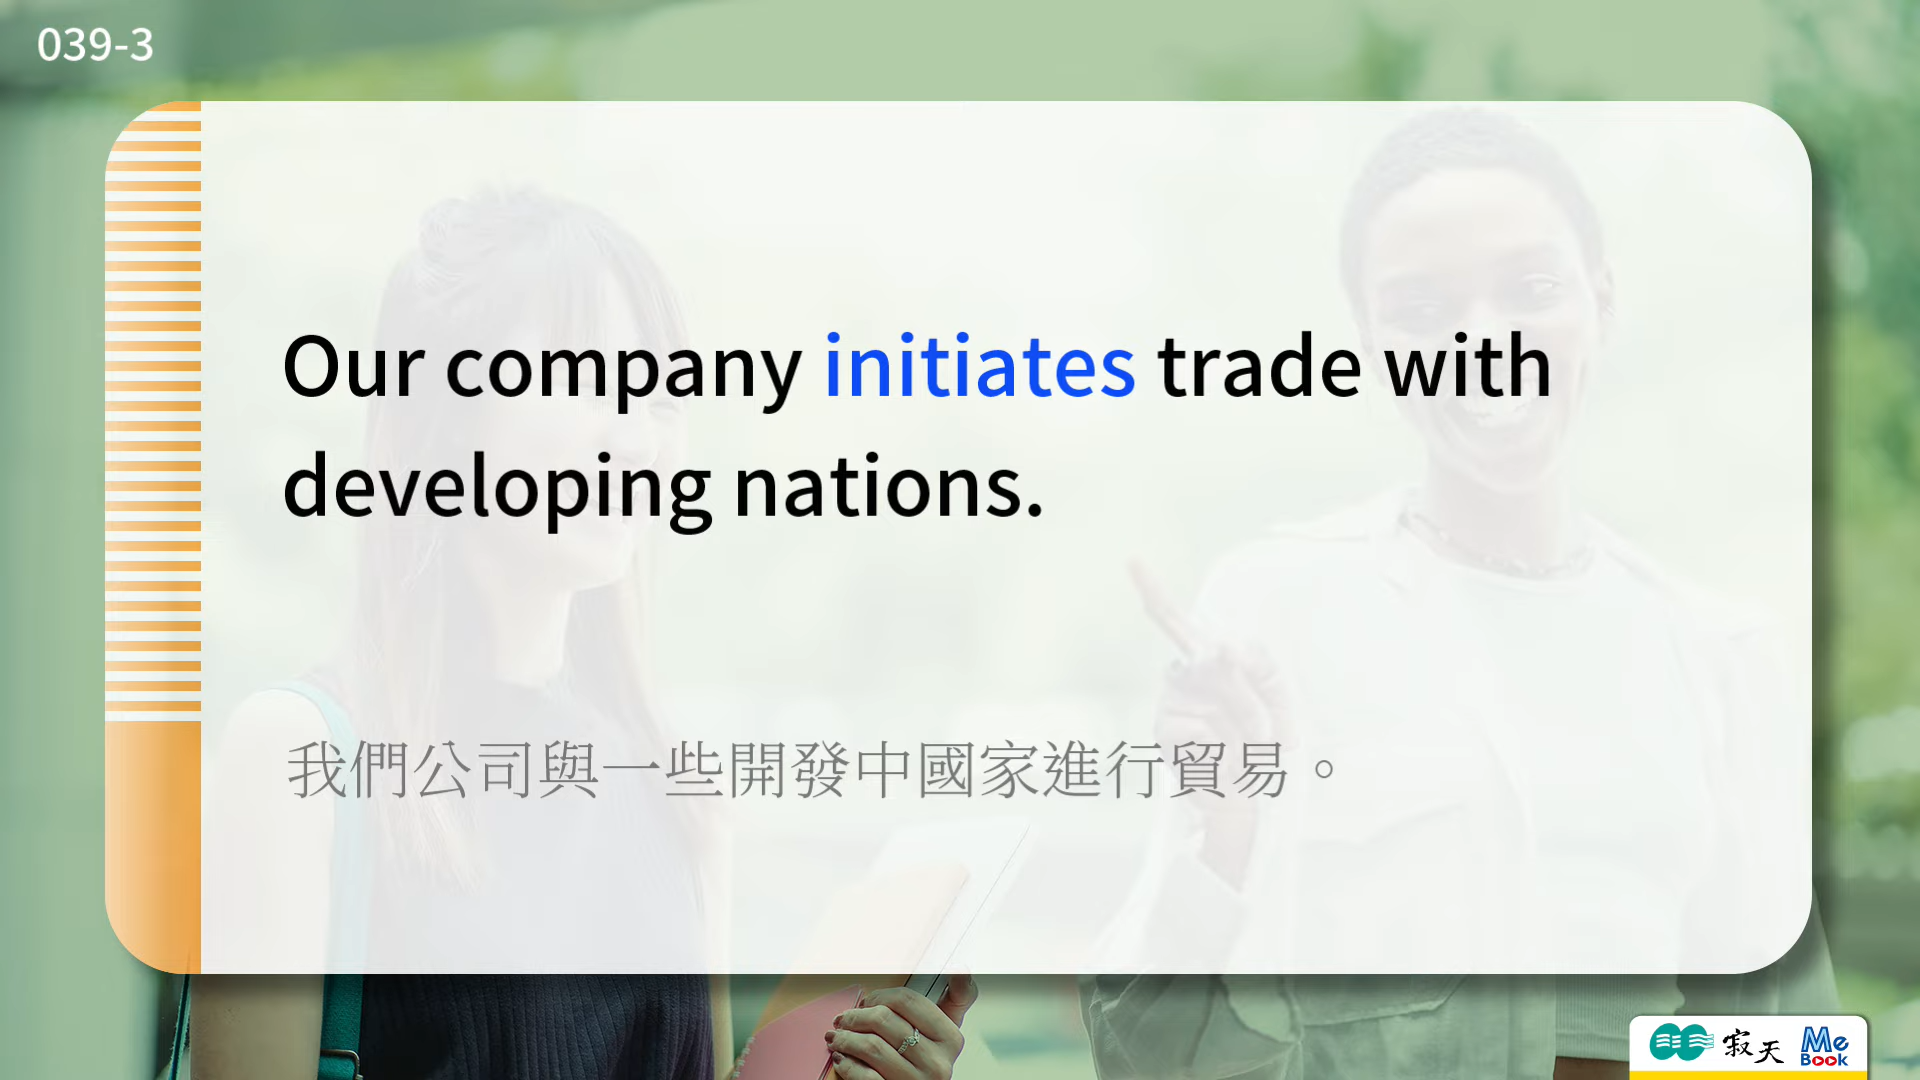 039-3
Our company initiates trade with
developing nations.
我們公司與一些開發中國家進行貿易。
寂天
Me
Book